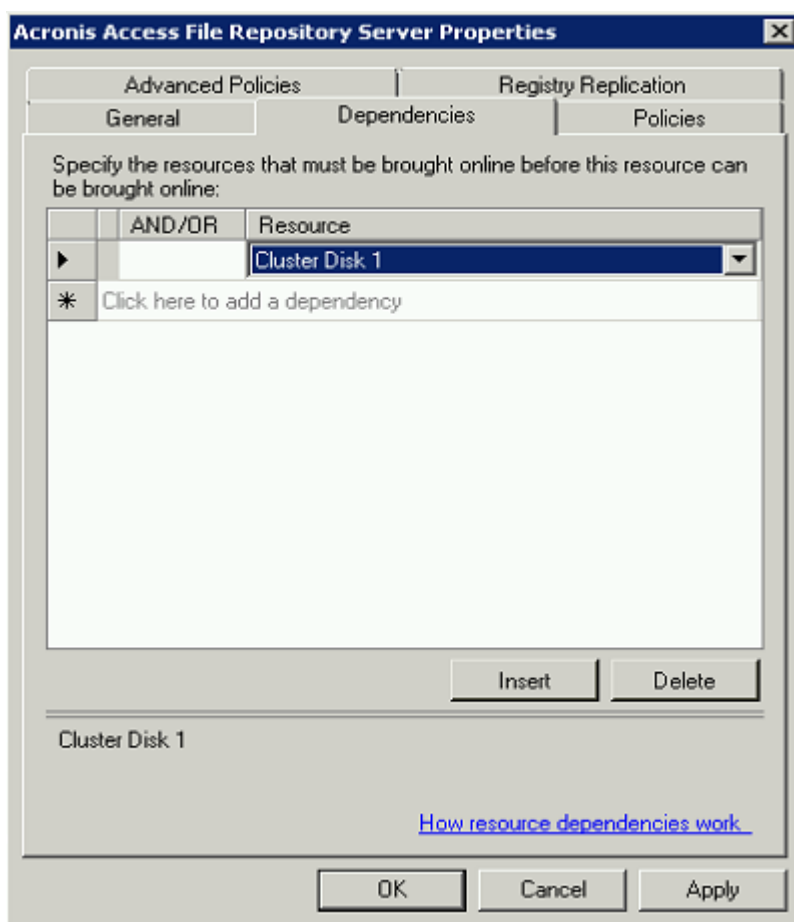 Acronis Access File Repository Server Properties
Advanced Policies
Registry Replication
General
Dependencies
Policies
Specify the resources that must be brought online before this resource can
be brought online:
AND/OR
Resource
Cluster Disk 1
Click here to add a dependency
Insert
Delete
Cluster Disk 1
How resource dependencies work
OK
Cancel
Apply